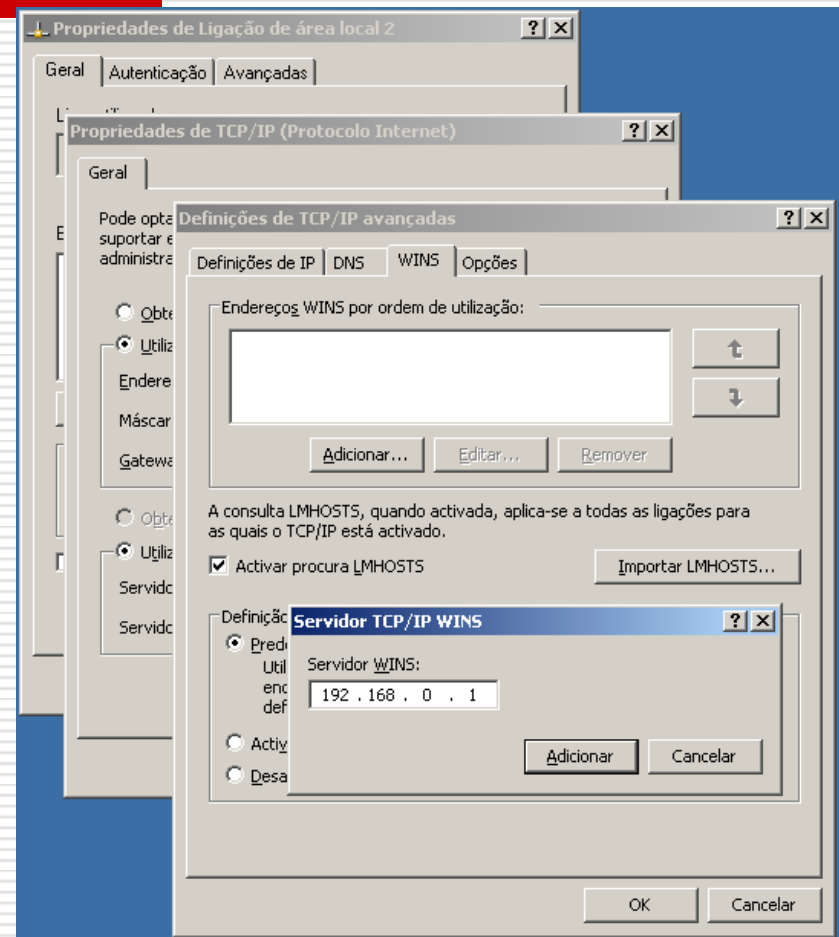 Propriedades de Ligação de área local 2
Geral
Autenticação
Avançadas
Propriedades de TCP/IP (Protocolo Internet)
Geral
Pode opta
suportar e
administra
Obte
Utiliz
Endere
Máscar
Gatewa
Obte
Utiliz
Servido
Servido
Definições de TCP/IP avançadas
Definições de IP
DNS
WINS
Opções
Endereços WINS por ordem de utilização:
Adicionar...
Editar...
Remover
A consulta LMHOSTS, quando activada, aplica-se a todas as ligações para
as quais o TCP/IP está activado.
Activar procura LMHOSTS
Importar LMHOSTS...
Definiçã
Prede
Util
end
def
Activ
Desa
Servidor TCP/IP WINS
Servidor WINS:
192 . 168 . 0 . 1
Adicionar
Cancelar
OK
Cancelar